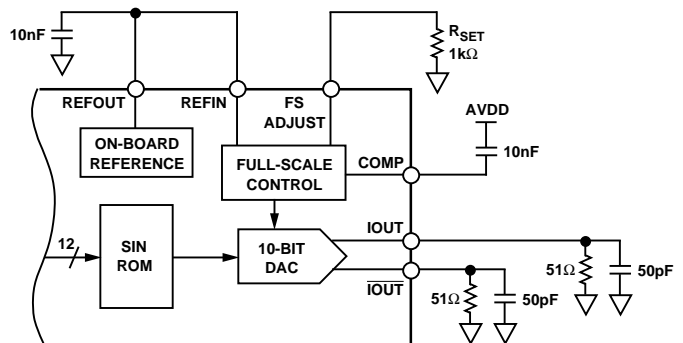 10nF
R_SET
1kΩ
REFOUT
REFIN
FS
ADJUST
AVDD
10nF
COMP
ON-BOARD
REFERENCE
FULL-SCALE
CONTROL
12
SIN
ROM
10-BIT
DAC
IOUT
IOUT
51Ω
50pF
51Ω
50pF